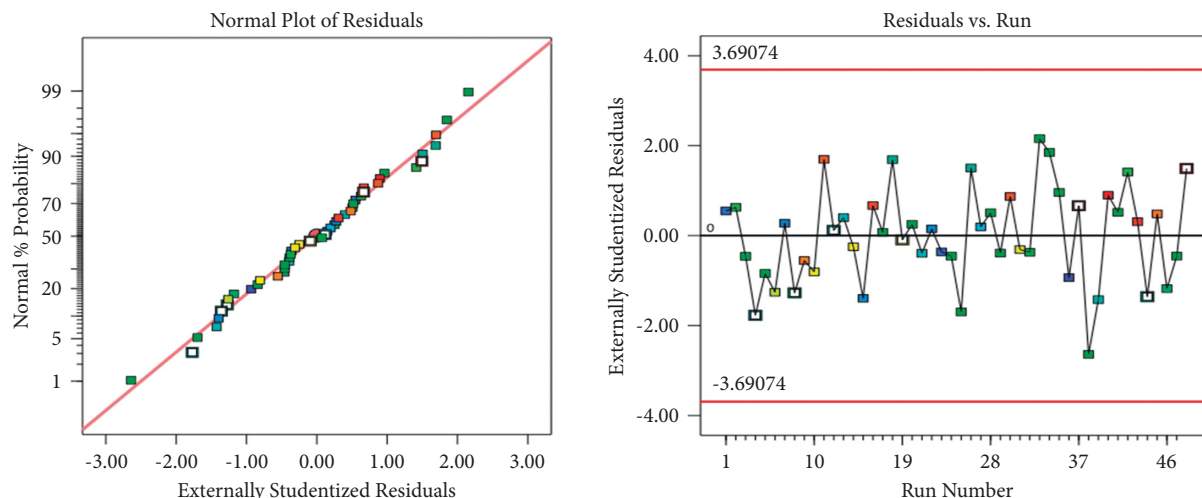 Normal Plot of Residuals
Normal % Probability
99
90
70
50
20
5
1
-3.00 -2.00 -1.00 0.00 1.00 2.00 3.00
Externally Studentized Residuals
Residuals vs. Run
Externally Studentized Residuals
4.00
2.00
0.00
-2.00
-4.00
3.69074
0
-3.69074
1 10 19 28 37 46
Run Number